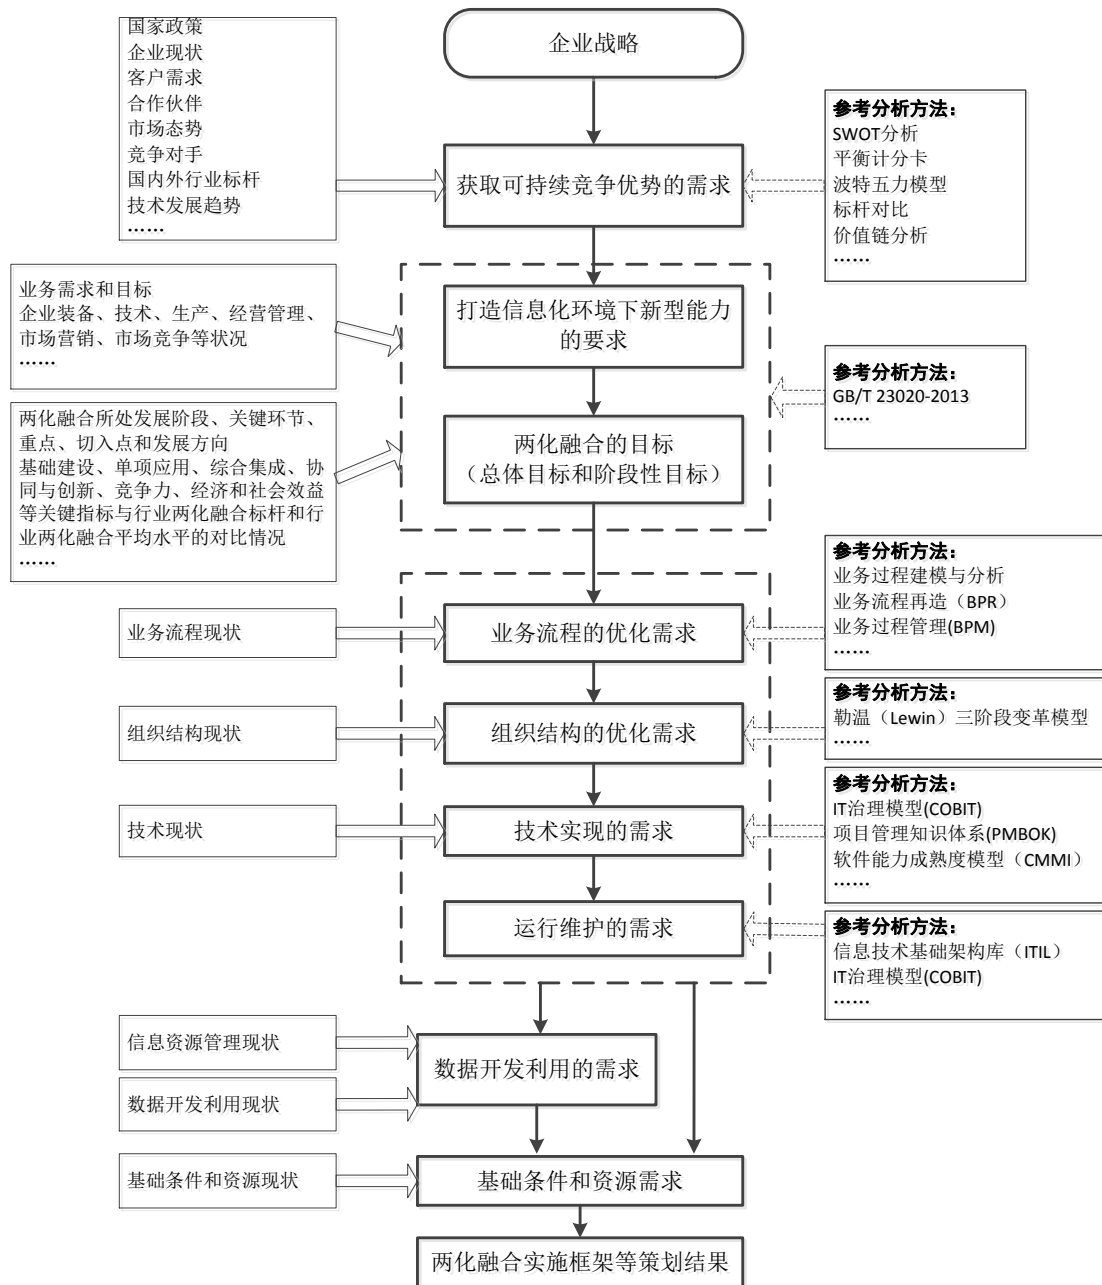 国家政策
企业现状
客户需求
合作伙伴
市场态势
竞争对手
国内外行业标杆
技术发展趋势
……
企业战略
参考分析方法：
SWOT分析
平衡计分卡
波特五力模型
标杆对比
价值链分析
……
获取可持续竞争优势的需求
业务需求和目标
企业装备、技术、生产、经营管理、
市场营销、市场竞争等状况
……
打造信息化环境下新型能力
的要求
参考分析方法：
GB/T 23020-2013
……
两化融合所处发展阶段、关键环节、
重点、切入点和发展方向
基础建设、单项应用、综合集成、协
同与创新、竞争力、经济和社会效益
等关键指标与行业两化融合标杆和行
业两化融合平均水平的对比情况
……
两化融合的目标
（总体目标和阶段性目标）
参考分析方法：
业务过程建模与分析
业务流程再造（BPR）
业务过程管理(BPM)
……
业务流程现状
业务流程的优化需求
参考分析方法：
勒温（Lewin）三阶段变革模型
……
组织结构现状
组织结构的优化需求
参考分析方法：
IT治理模型(COBIT)
项目管理知识体系(PMBOK)
软件能力成熟度模型（CMMI）
……
技术现状
技术实现的需求
运行维护的需求
参考分析方法：
信息技术基础架构库（ITIL）
IT治理模型(COBIT)
……
信息资源管理现状
数据开发利用的需求
数据开发利用现状
基础条件和资源现状
基础条件和资源需求
两化融合实施框架等策划结果